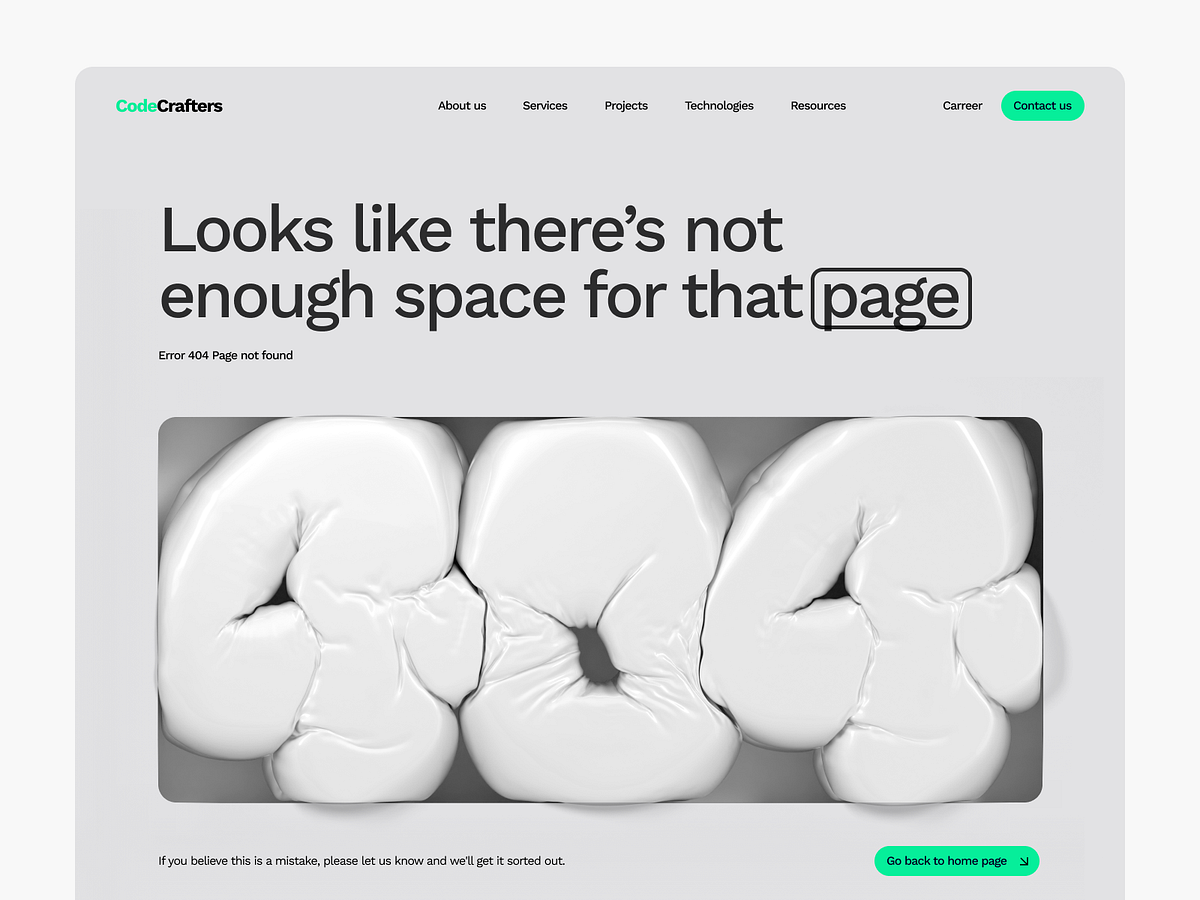 CodeCrafters
About us
Services
Projects
Technologies
Resources
Carreer
Contact us
Looks like there’s not
enough space for that page
Error 404 Page not found
404
If you believe this is a mistake, please let us know and we'll get it sorted out.
Go back to home page